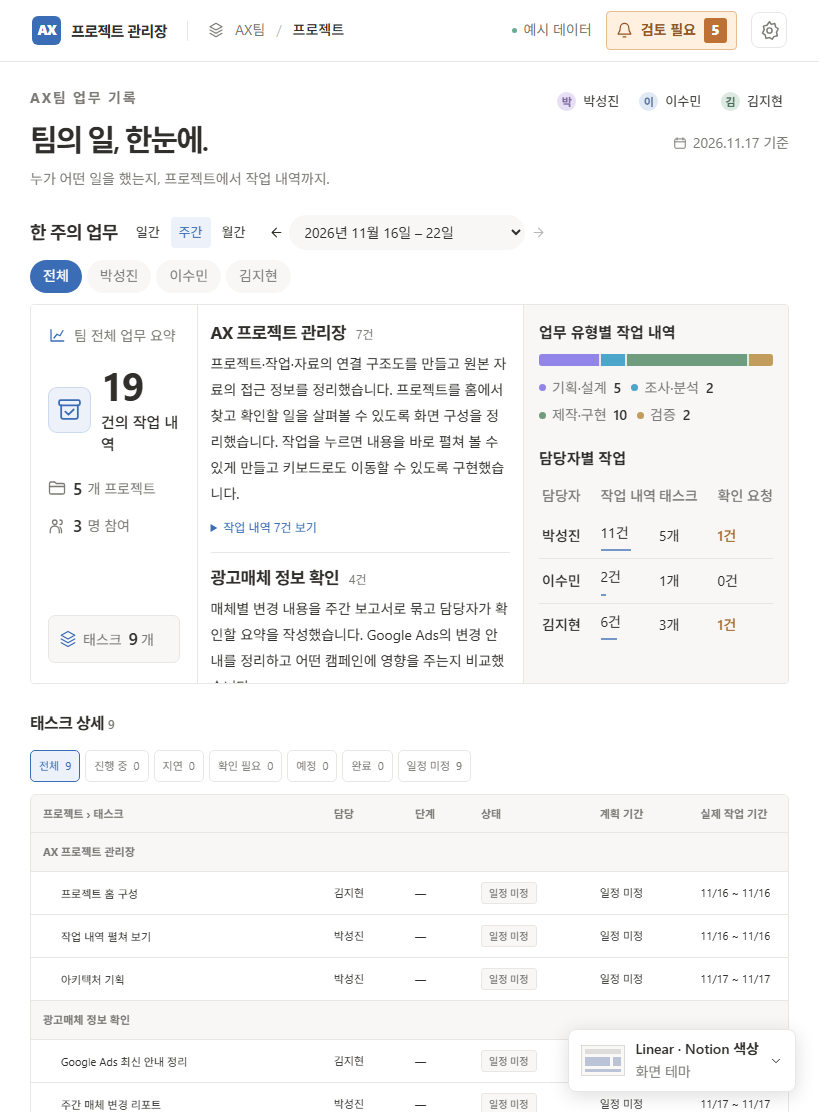 AX 프로젝트 관리장 AX팀 / 프로젝트 예시 데이터 검토 필요 5
AX팀 업무 기록
박 박성진 이 이수민 김 김지현
팀의 일, 한눈에.
2026.11.17 기준
누가 어떤 일을 했는지, 프로젝트에서 작업 내역까지.
한 주의 업무 일간 주간 월간 ← 2026년 11월 16일 – 22일 →
전체 박성진 이수민 김지현
팀 전체 업무 요약
19
건의 작업 내
역
5 개 프로젝트
3 명 참여
태스크 9 개
AX 프로젝트 관리장 7건
프로젝트·작업·자료의 연결 구조도를 만들고 원본 자
료의 접근 정보를 정리했습니다. 프로젝트를 홈에서
찾고 확인할 일을 살펴볼 수 있도록 화면 구성을 정
리했습니다. 작업을 누르면 내용을 바로 펼쳐 볼 수
있게 만들고 키보드로도 이동할 수 있도록 구현했습
니다.
▶ 작업 내역 7건 보기
광고매체 정보 확인 4건
매체별 변경 내용을 주간 보고서로 묶고 담당자가 확
인할 요약을 작성했습니다. Google Ads의 변경 안
내를 정리하고 어떤 캠페인에 영향을 주는지 비교했
업무 유형별 작업 내역
기획·설계 5 조사·분석 2
제작·구현 10 검증 2
담당자별 작업
담당자 작업 내역 태스크 확인 요청
박성진 11건 5개 1건
이수민 2건 1개 0건
김지현 6건 3개 1건
태스크 상세 9
전체 9 진행 중 0 지연 0 확인 필요 0 예정 0 완료 0 일정 미정 9
프로젝트 › 태스크 담당 단계 상태 계획 기간 실제 작업 기간
AX 프로젝트 관리장
프로젝트 홈 구성 김지현 — 일정 미정 일정 미정 11/16 ~ 11/16
작업 내역 펼쳐 보기 박성진 — 일정 미정 일정 미정 11/16 ~ 11/16
아키텍처 기획 박성진 — 일정 미정 일정 미정 11/17 ~ 11/17
광고매체 정보 확인
Google Ads 최신 안내 정리 김지현 — 일정 미정
주간 매체 변경 리포트 박성진 — 일정 미정 일정 미정 11/17 ~ 11/17
Linear · Notion 색상
화면 테마